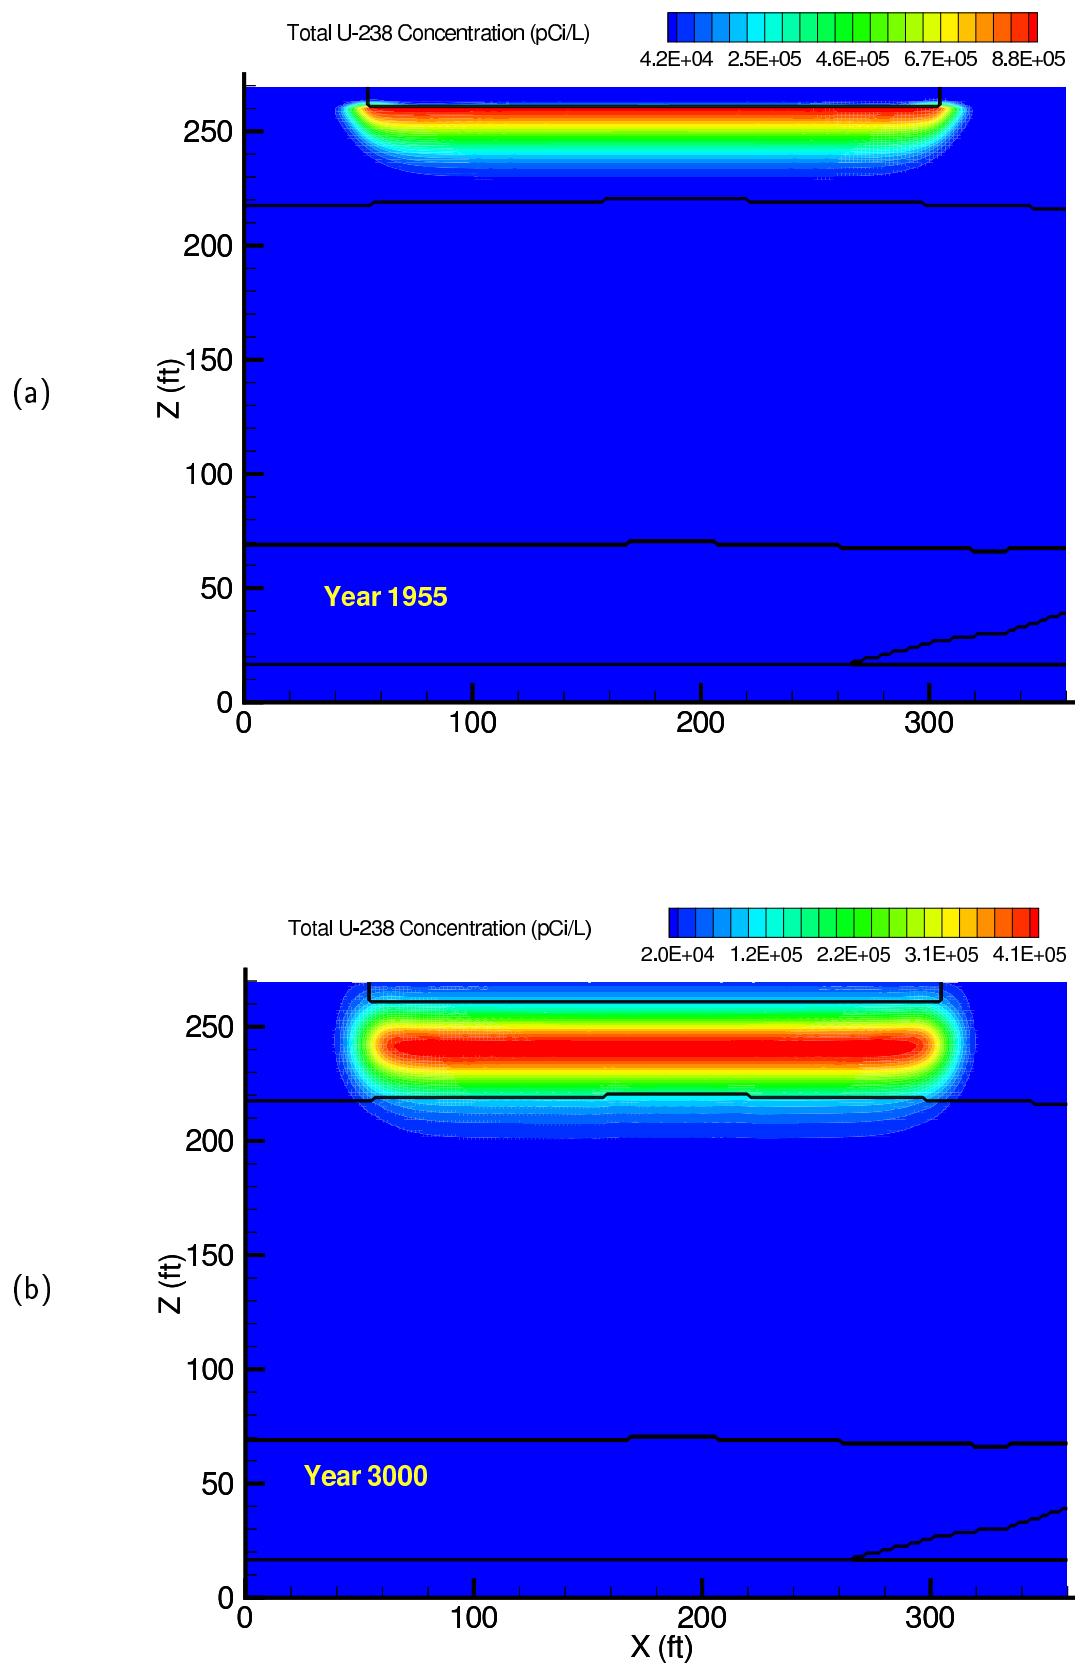 Total U-238 Concentration (pCi/L)
4.2E+04 2.5E+05 4.6E+05 6.7E+05 8.8E+05
250
200
150
100
50
0
Z (ft)
(a)
Year 1955
0 100 200 300
Total U-238 Concentration (pCi/L)
2.0E+04 1.2E+05 2.2E+05 3.1E+05 4.1E+05
250
200
150
100
50
0
Z (ft)
(b)
Year 3000
0 100 200 300
X (ft)